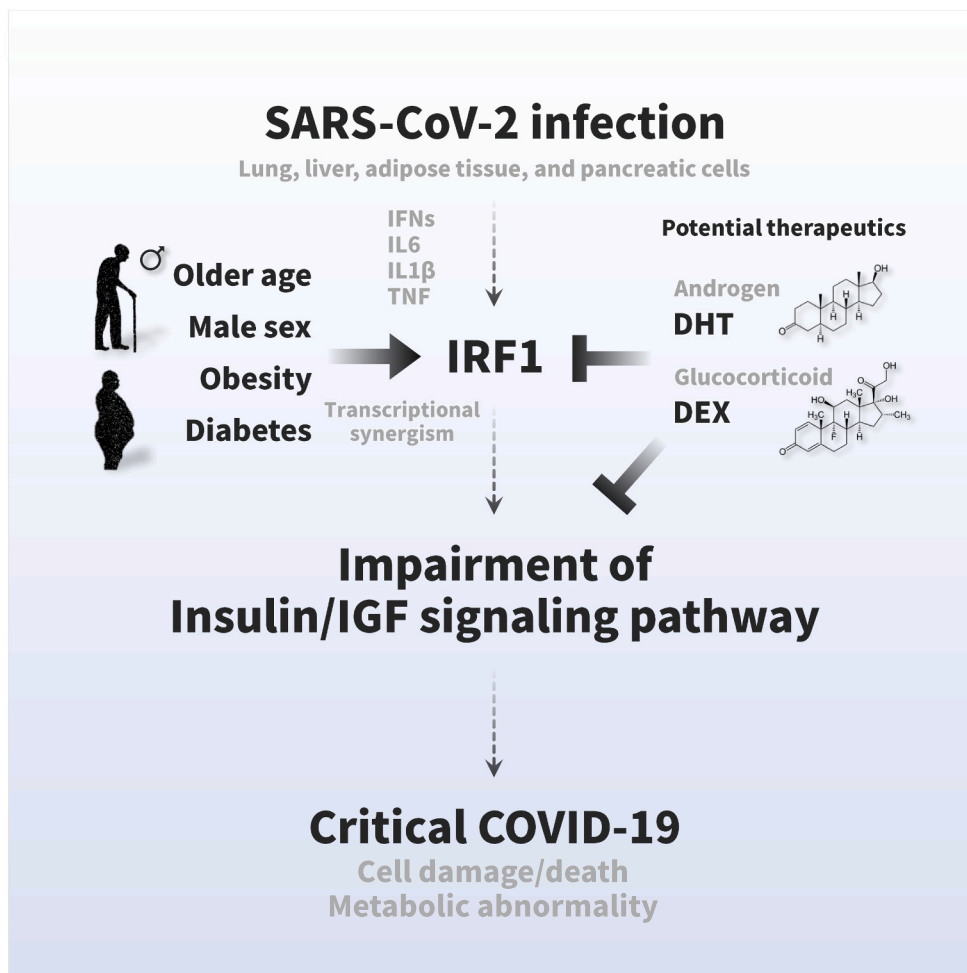 SARS-CoV-2 infection
Lung, liver, adipose tissue, and pancreatic cells
IFNs
IL6
IL1β
TNF
♂
Older age
Male sex
Obesity
Diabetes
IRF1
Transcriptional
synergism
Potential therapeutics
Androgen
DHT
OH
H
H
H
O
H
Glucocorticoid
DEX
OH
O
H₃C
OH
HO
H₃C
H
CH₃
F
H
O
Impairment of
Insulin/IGF signaling pathway
Critical COVID-19
Cell damage/death
Metabolic abnormality